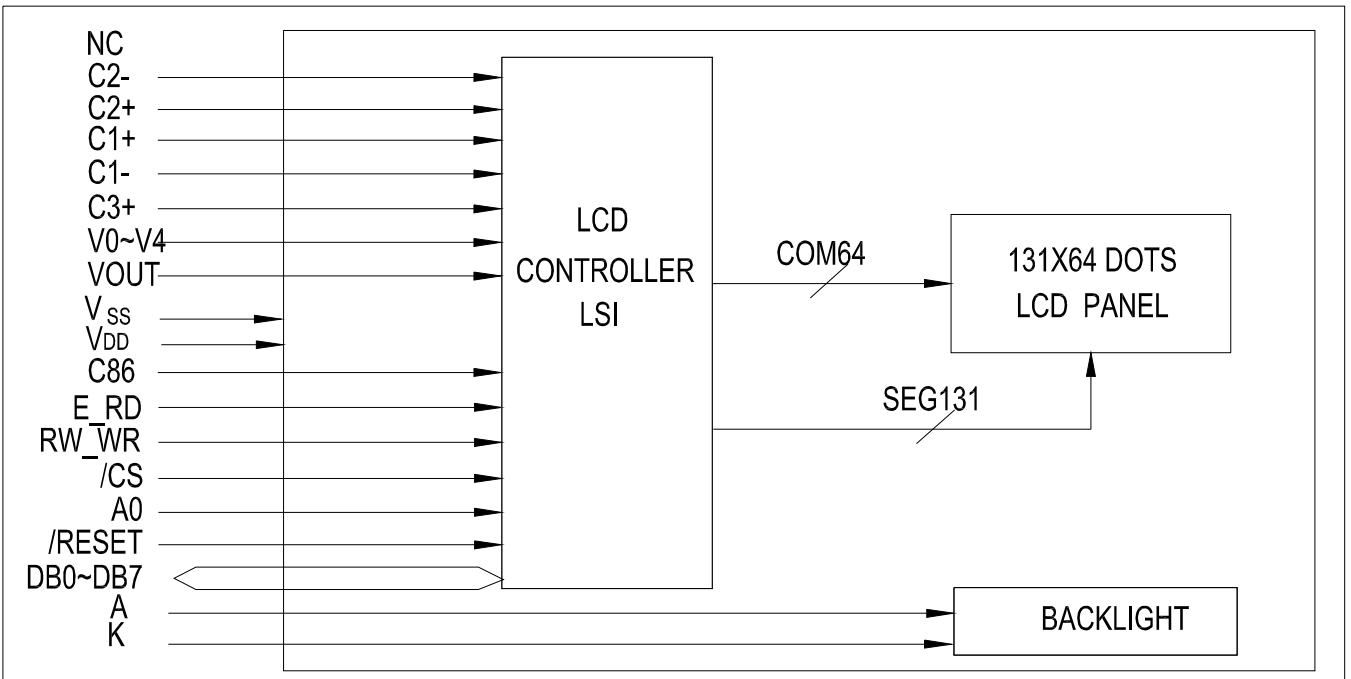 NC
C2-
C2+
C1+
C1-
C3+
V0~V4
VOUT
VSS
VDD
C86
E_RD
RW_WR
/CS
A0
/RESET
DB0~DB7
A
K
LCD
CONTROLLER
LSI
COM64
SEG131
131X64 DOTS
LCD PANEL
BACKLIGHT